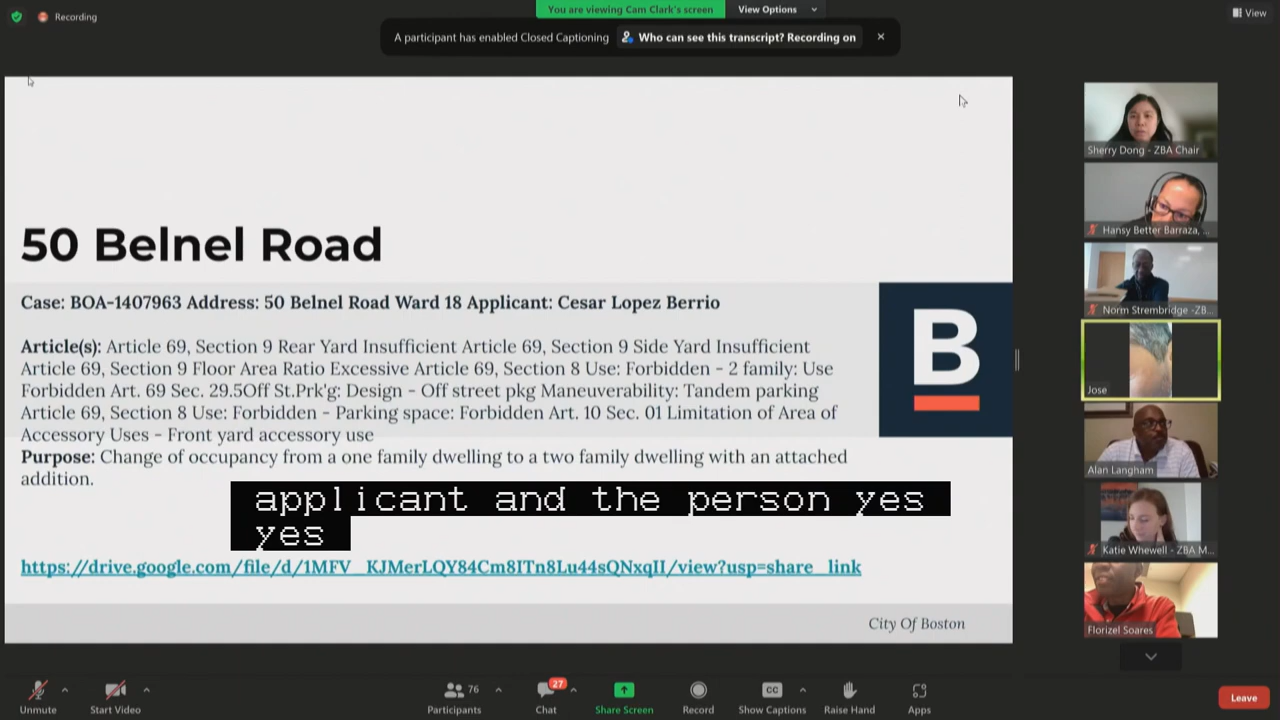 Recording
You are viewing Cam Clark's screen
View Options
View
A participant has enabled Closed Captioning
Who can see this transcript? Recording on
50 Belnel Road
Case: BOA-1407963 Address: 50 Belnel Road Ward 18 Applicant: Cesar Lopez Berrio
Article(s): Article 69, Section 9 Rear Yard Insufficient Article 69, Section 9 Side Yard Insufficient
Article 69, Section 9 Floor Area Ratio Excessive Article 69, Section 8 Use: Forbidden - 2 family: Use
Forbidden Art. 69 Sec. 29.5Off St.Prk'g: Design - Off street pkg Maneuverability: Tandem parking
Article 69, Section 8 Use: Forbidden - Parking space: Forbidden Art. 10 Sec. 01 Limitation of Area of
Accessory Uses - Front yard accessory use
Purpose: Change of occupancy from a one family dwelling to a two family dwelling with an attached
addition.
B
applicant and the person yes
yes
https://drive.google.com/file/d/1MFV_KJMerLQY84Cm8ITn8Lu44sQNxqII/view?usp=share_link
City Of Boston
Sherry Dong - ZBA Chair
Hansy Better Barraza, ...
Norm Strembridge -ZB...
Jose
Alan Langham
Katie Whewell - ZBA M...
Florizel Soares
Unmute
Start Video
76
Participants
27
Chat
Share Screen
Record
CC
Show Captions
Raise Hand
Apps
Leave